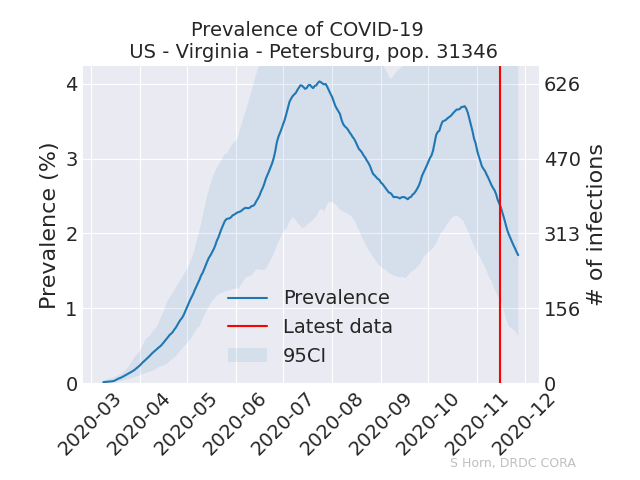 Prevalence of COVID-19
US - Virginia - Petersburg, pop. 31346
Prevalence (%)
4
3
2
1
0
626
470
313
156
0
# of infections
Prevalence
Latest data
95CI
2020-03
2020-04
2020-05
2020-06
2020-07
2020-08
2020-09
2020-10
2020-11
2020-12
S Horn, DRDC CORA